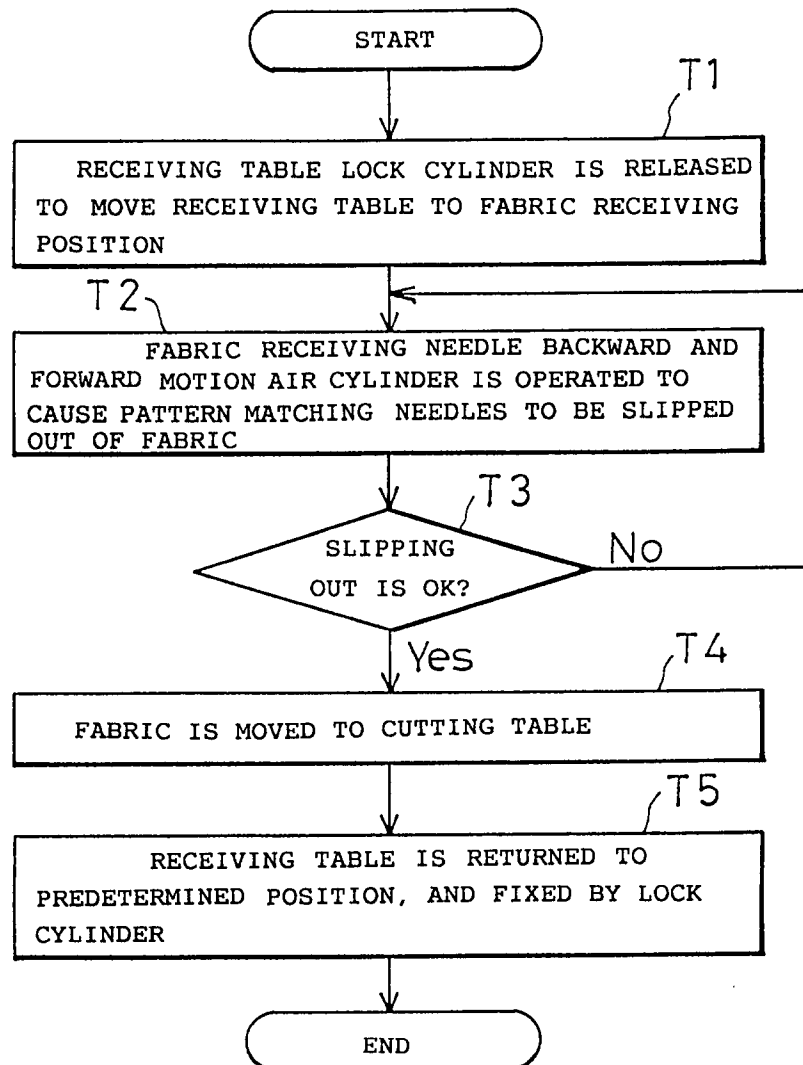 START
T1
RECEIVING TABLE LOCK CYLINDER IS RELEASED
TO MOVE RECEIVING TABLE TO FABRIC RECEIVING
POSITION
T2
FABRIC RECEIVING NEEDLE BACKWARD AND
FORWARD MOTION AIR CYLINDER IS OPERATED TO
CAUSE PATTERN MATCHING NEEDLES TO BE SLIPPED
OUT OF FABRIC
T3
SLIPPING
OUT IS OK?
No
Yes
T4
FABRIC IS MOVED TO CUTTING TABLE
T5
RECEIVING TABLE IS RETURNED TO
PREDETERMINED POSITION, AND FIXED BY LOCK
CYLINDER
END